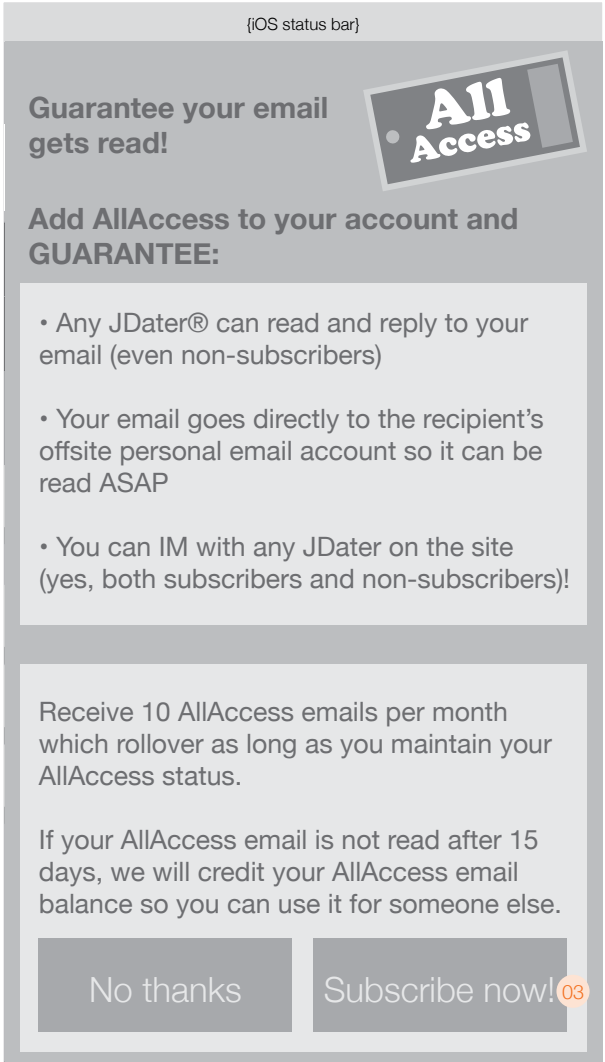 {iOS status bar}
Guarantee your email
gets read!
All
Access
Add AllAccess to your account and
GUARANTEE:
• Any JDater® can read and reply to your
email (even non-subscribers)
• Your email goes directly to the recipient’s
offsite personal email account so it can be
read ASAP
• You can IM with any JDater on the site
(yes, both subscribers and non-subscribers)!
Receive 10 AllAccess emails per month
which rollover as long as you maintain your
AllAccess status.
If your AllAccess email is not read after 15
days, we will credit your AllAccess email
balance so you can use it for someone else.
No thanks
Subscribe now!
03